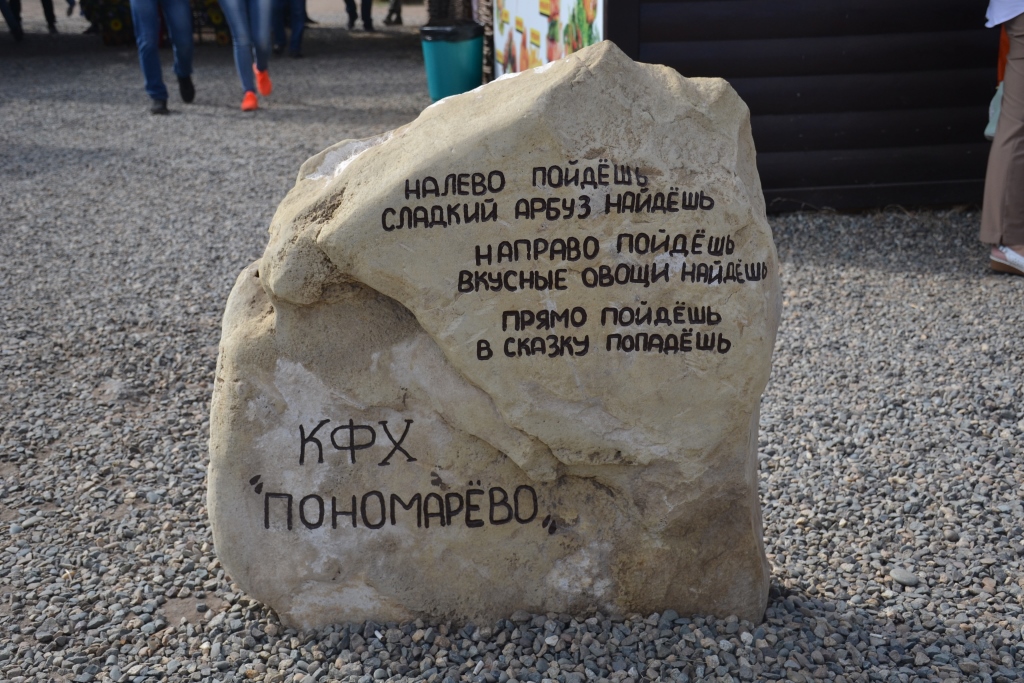 НАЛЕВО ПОЙДЁШЬ
СЛАДКИЙ АРБУЗ НАЙДЁШЬ
НАПРАВО ПОЙДЁШЬ
ВКУСНЫЕ ОВОЩИ НАЙДЁШЬ
ПРЯМО ПОЙДЁШЬ
В СКАЗКУ ПОПАДЁШЬ
КФХ
"ПОНОМАРЁВО"